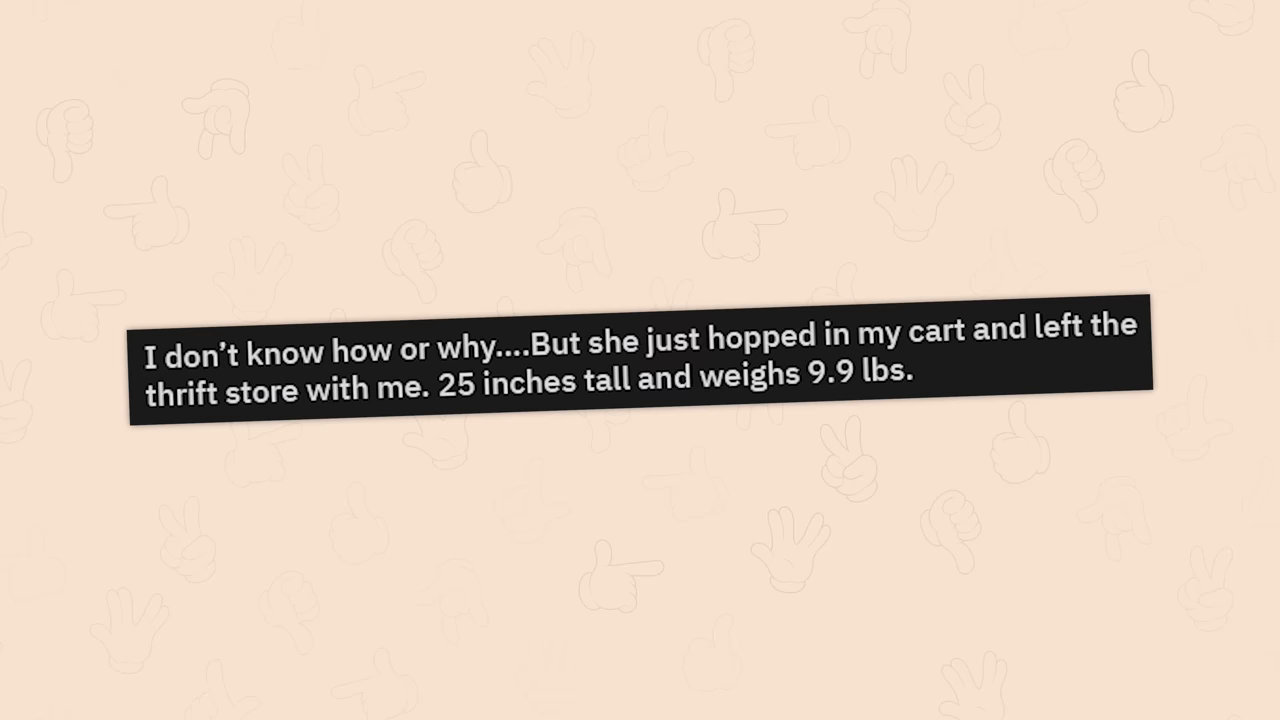 I don’t know how or why....But she just hopped in my cart and left the
thrift store with me. 25 inches tall and weighs 9.9 lbs.